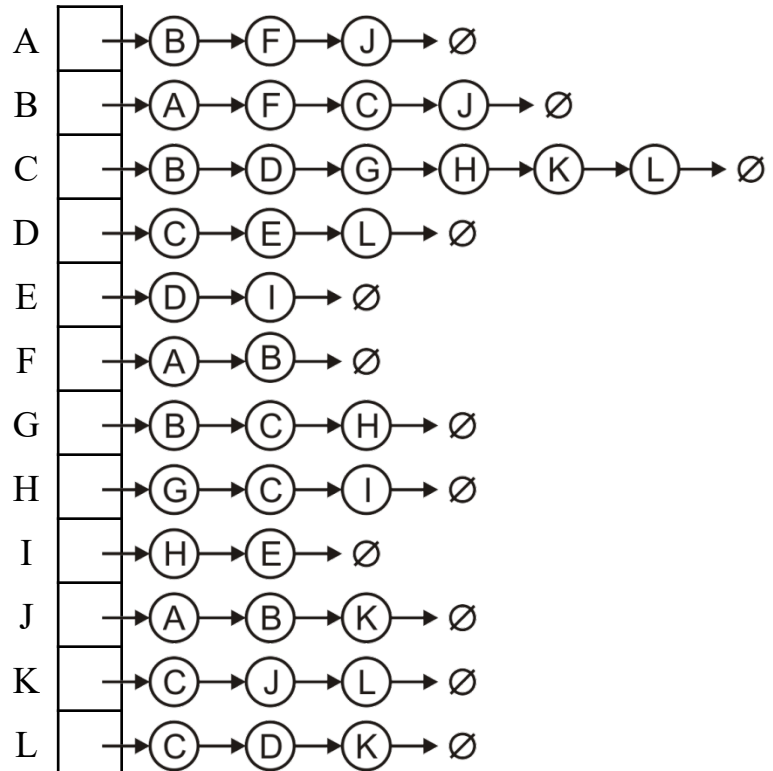 A B F J ∅
B A F C J ∅
C B D G H K L ∅
D C E L ∅
E D I ∅
F A B ∅
G B C H ∅
H G C I ∅
I H E ∅
J A B K ∅
K C J L ∅
L C D K ∅